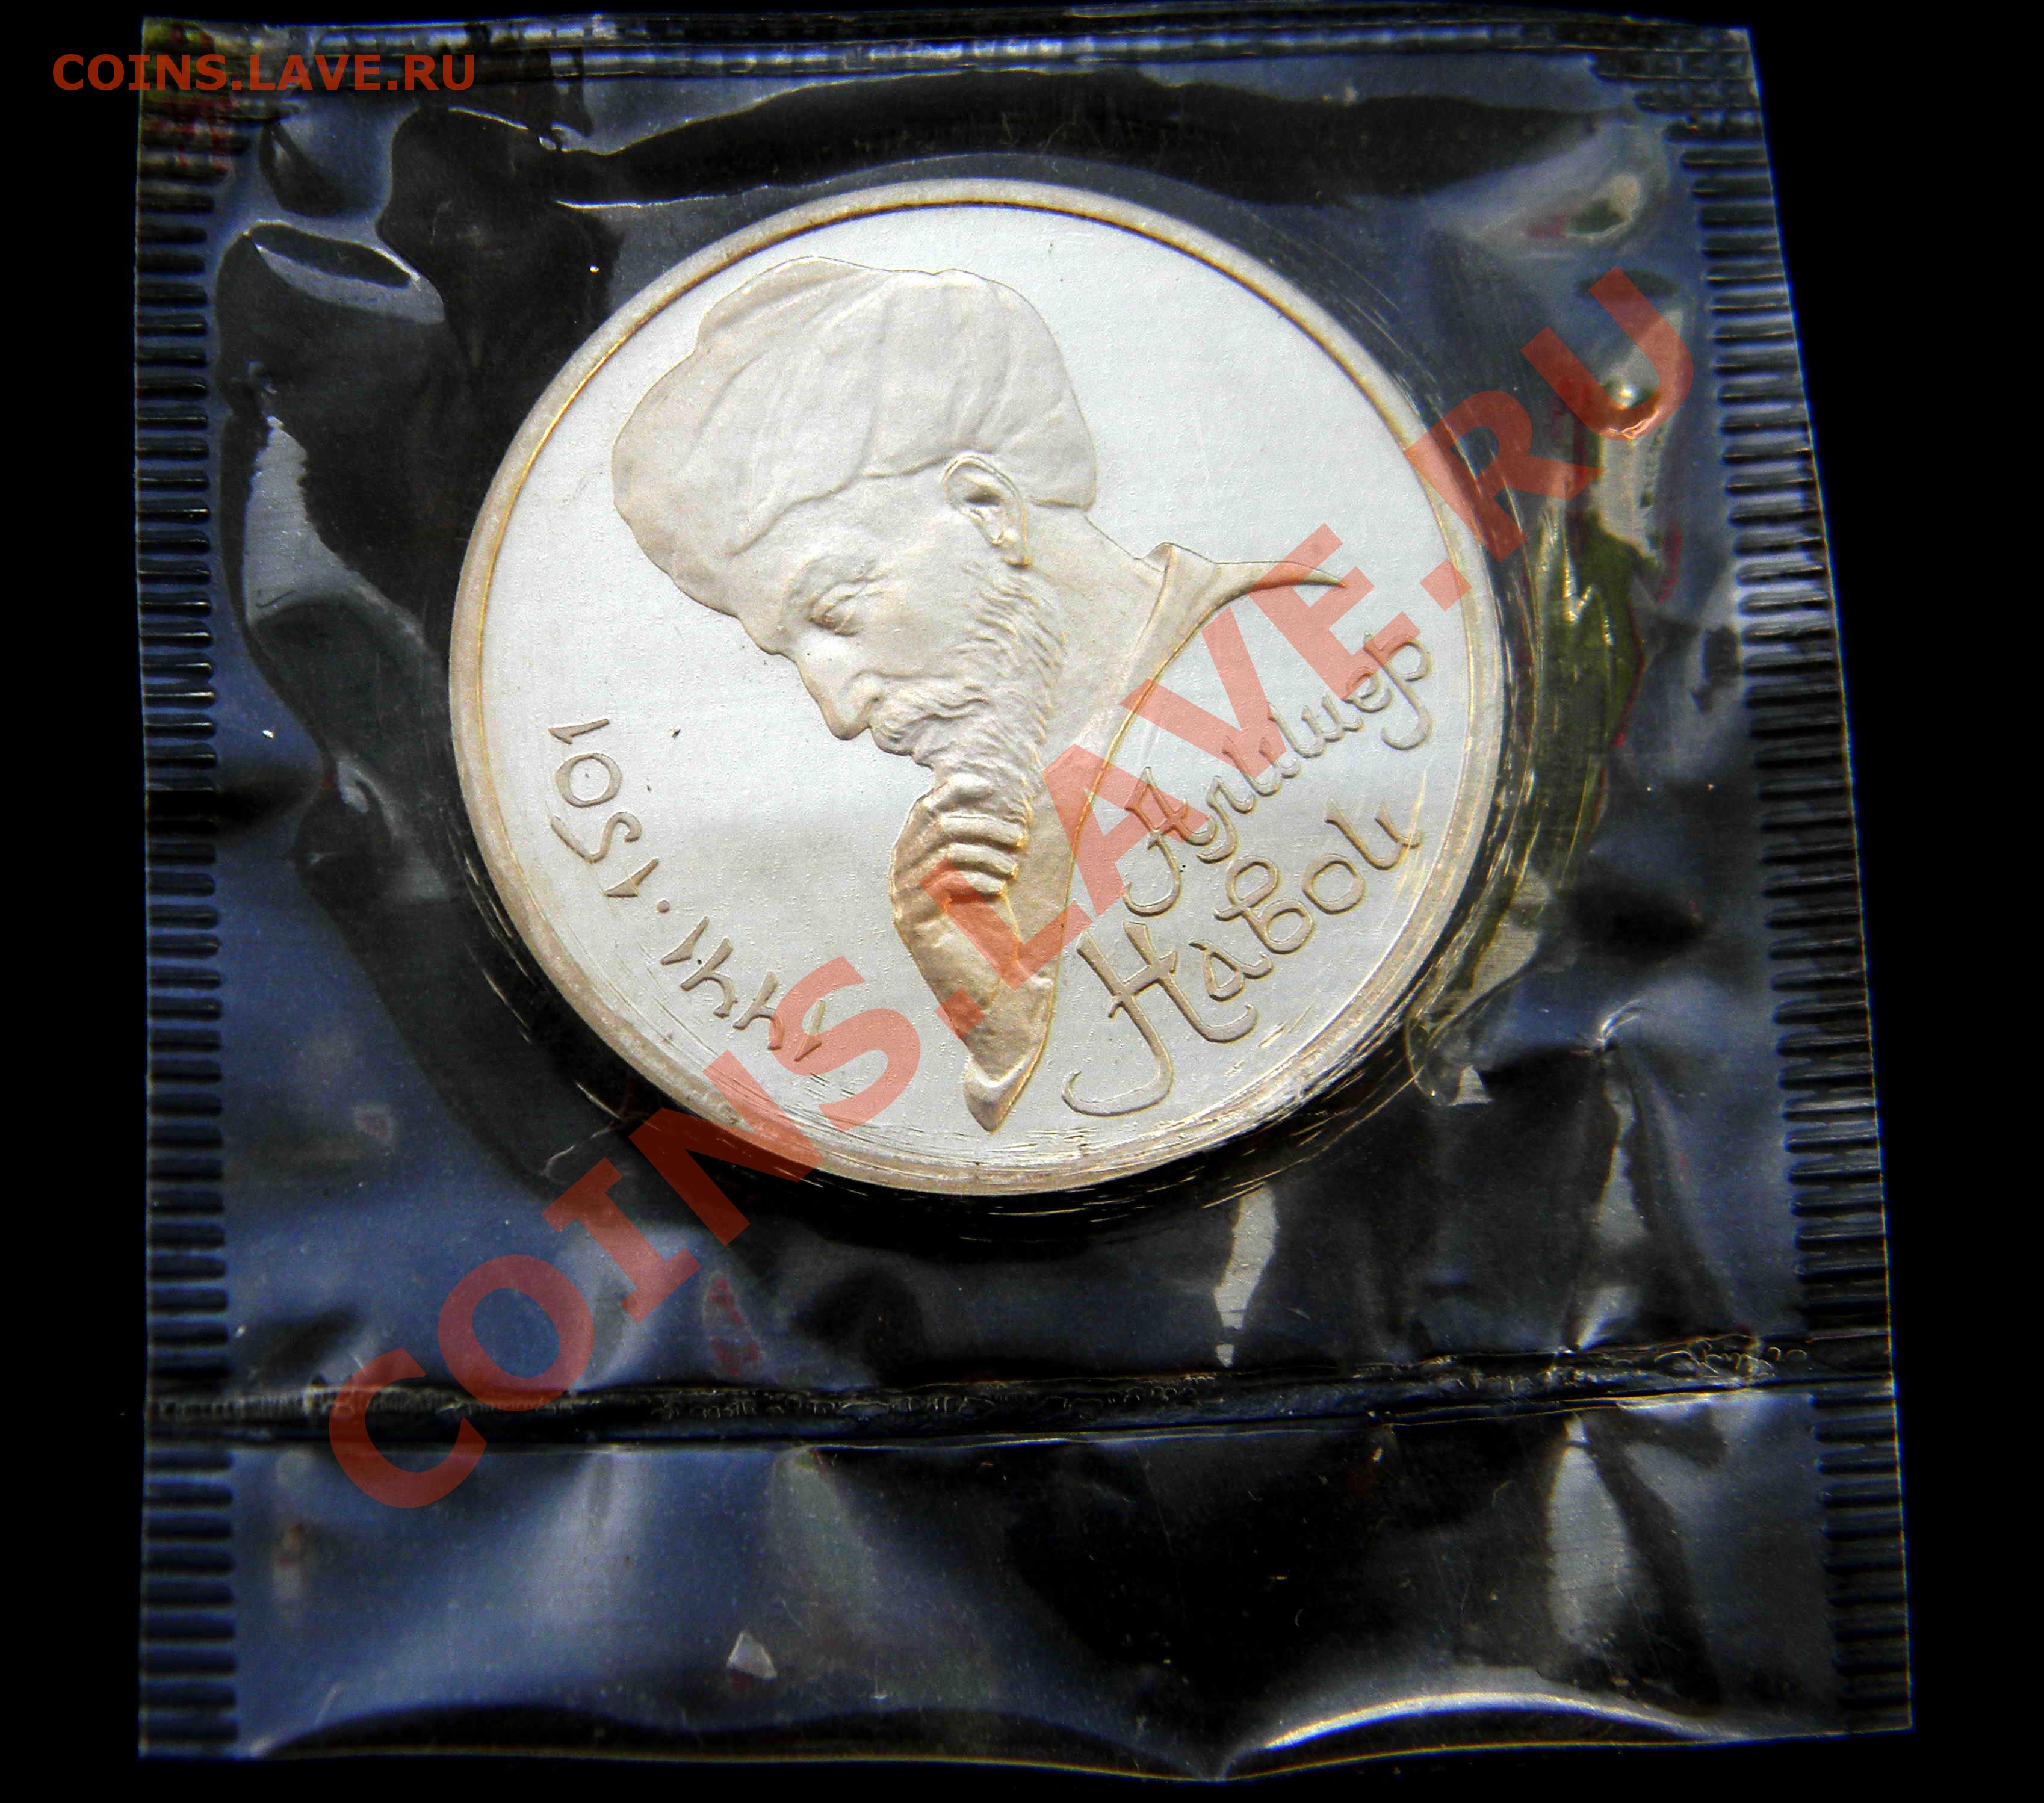 COINS.LAVE.RU
1441·1501
Алишер
Навои
COINS.LAVE.RU